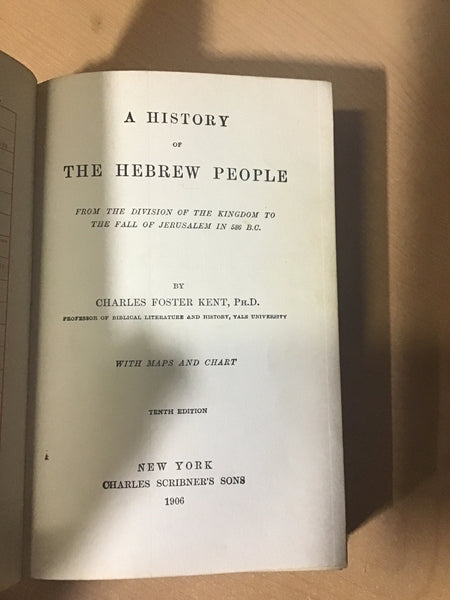 A HISTORY
OF
THE HEBREW PEOPLE
FROM THE DIVISION OF THE KINGDOM TO
THE FALL OF JERUSALEM IN 586 B.C.
BY
CHARLES FOSTER KENT, PH.D.
PROFESSOR OF BIBLICAL LITERATURE AND HISTORY, YALE UNIVERSITY
WITH MAPS AND CHART
TENTH EDITION
NEW YORK
CHARLES SCRIBNER'S SONS
1906